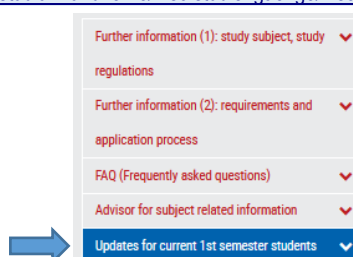 Further information (1): study subject, study
regulations
Further information (2): requirements and
application process
FAQ (Frequently asked questions)
Advisor for subject related information
Updates for current 1st semester students